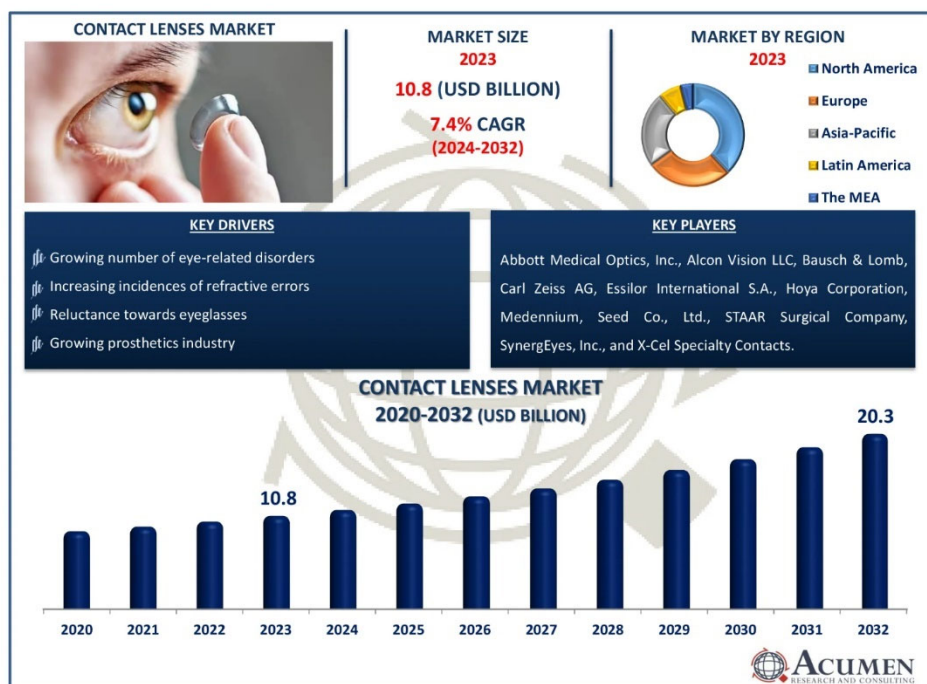 CONTACT LENSES MARKET
MARKET SIZE
2023
10.8 (USD BILLION)
7.4% CAGR
(2024-2032)
MARKET BY REGION
2023
North America
Europe
Asia-Pacific
Latin America
The MEA
KEY DRIVERS
Growing number of eye-related disorders
Increasing incidences of refractive errors
Reluctance towards eyeglasses
Growing prosthetics industry
KEY PLAYERS
Abbott Medical Optics, Inc., Alcon Vision LLC, Bausch & Lomb,
Carl Zeiss AG, Essilor International S.A., Hoya Corporation,
Medennium, Seed Co., Ltd., STAAR Surgical Company,
SynergEyes, Inc., and X-Cel Specialty Contacts.
CONTACT LENSES MARKET
2020-2032 (USD BILLION)
10.8
20.3
2020 2021 2022 2023 2024 2025 2026 2027 2028 2029 2030 2031 2032
ACUMEN
RESEARCH AND CONSULTING